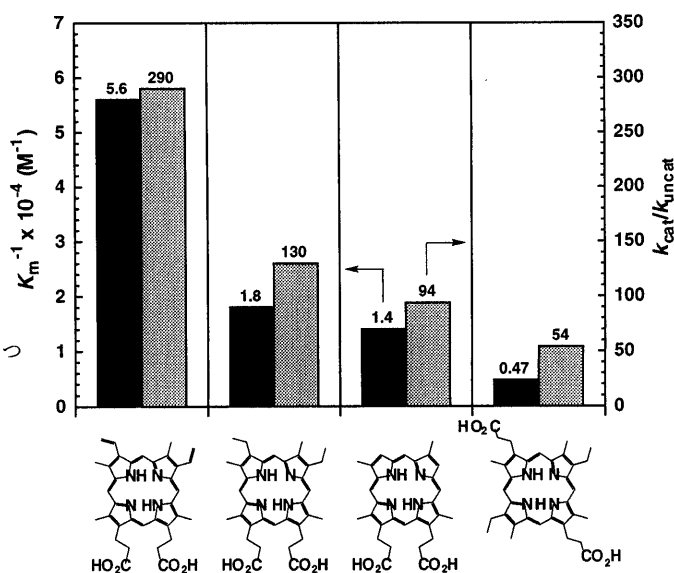 7
350
6
300
5.6
290
5
250
4
200
3
150
130
2
100
1.8
94
1.4
1
50
54
0.47
0
0
K_m^-1 x 10^-4 (M^-1)
k_cat/k_uncat
HO₂C
NH N
NH N
NH N
NH N
N HN
N HN
N HN
N HN
HO₂C CO₂H
HO₂C CO₂H
HO₂C CO₂H
CO₂H